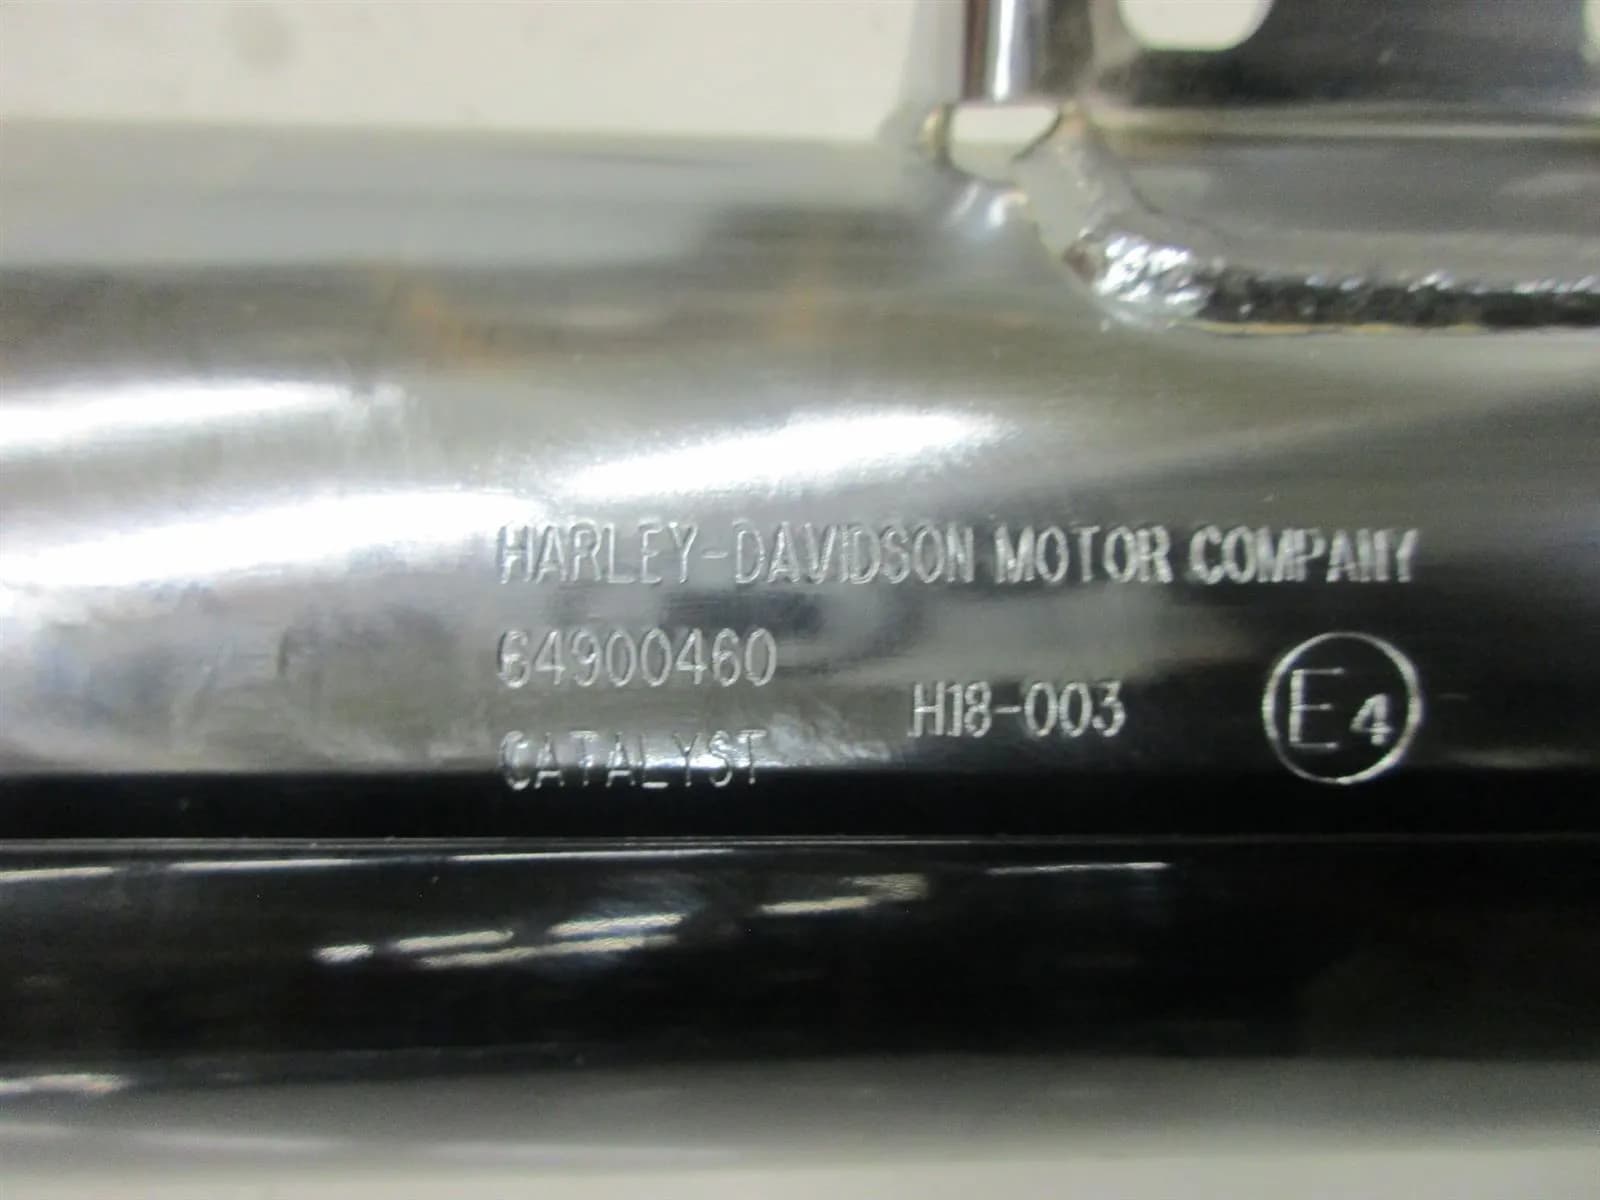 HARLEY-DAVIDSON MOTOR COMPANY
64900460
H18-003
E4
CATALYST